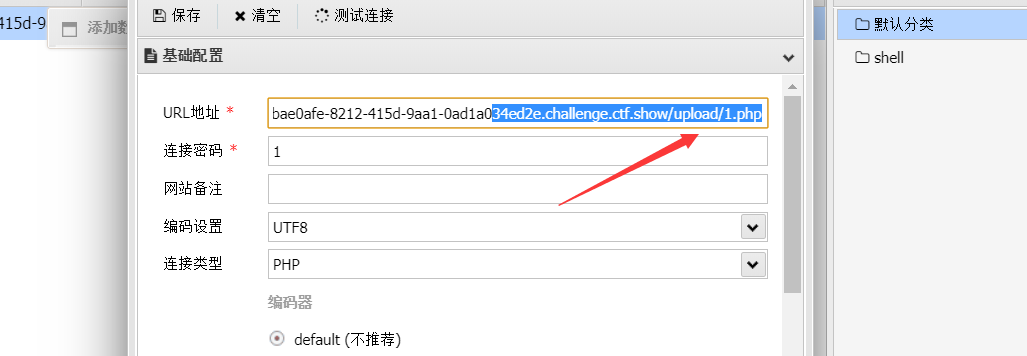 保存 清空 测试连接
415d-9 添加数
默认分类
shell
基础配置
URL地址 * bae0afe-8212-415d-9aa1-0ad1a034ed2e.challenge.ctf.show/upload/1.php
连接密码 * 1
网站备注
编码设置 UTF8
连接类型 PHP
编码器
default (不推荐)